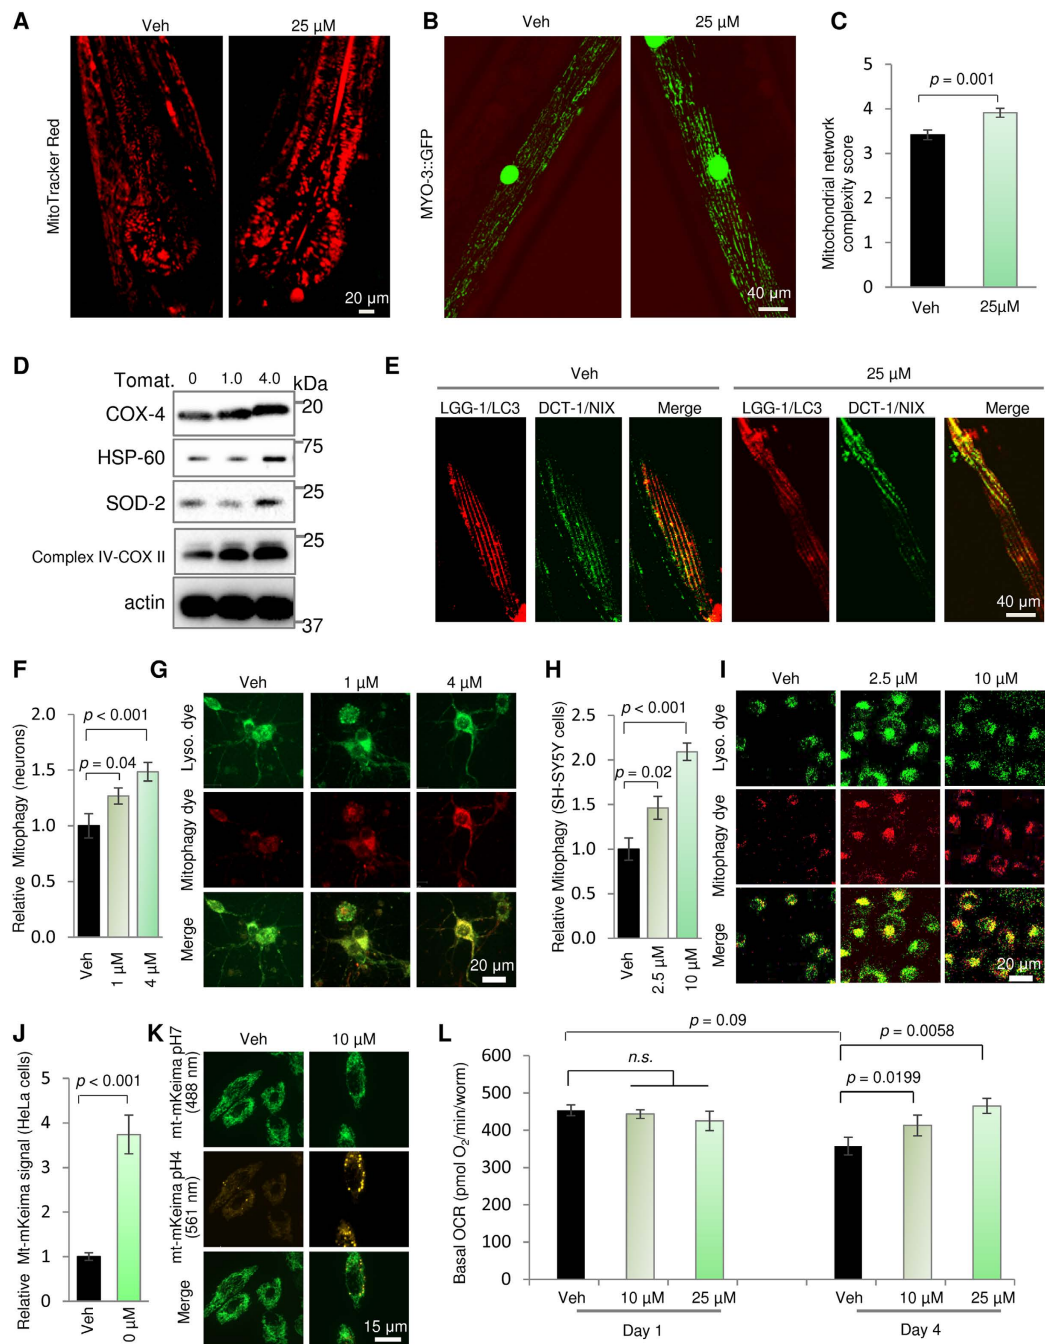 A
Veh
25 µM
MitoTracker Red
20 µm
B
Veh
25 µM
MYO-3::GFP
40 µm
C
Mitochondrial network
complexity score
5
4
3
2
1
0
p = 0.001
Veh
25µM
D
Tomat. 0 1.0 4.0 kDa
COX-4 20
HSP-60 75
SOD-2 25
Complex IV-COX II 25
actin
37
E
Veh
25 µM
LGG-1/LC3 DCT-1/NIX Merge LGG-1/LC3 DCT-1/NIX Merge
40 µm
F
Relative Mitophagy (neurons)
2.0
1.5
1.0
0.5
0.0
p < 0.001
p = 0.04
Veh
1 µM
4 µM
G
Veh 1 µM 4 µM
Lyso. dye
Mitophagy dye
Merge
20 µm
H
Relative Mitophagy (SH-SY5Y cells)
2.5
2.0
1.5
1.0
0.5
0.0
p < 0.001
p = 0.02
Veh
2.5 µM
10 µM
I
Veh 2.5 µM 10 µM
Lyso. dye
Mitophagy dye
Merge
20 µm
J
Relative Mt-mKeima signal (HeLa cells)
5
4
3
2
1
0
p < 0.001
Veh
0 µM
K
Veh 10 µM
mt-mKeima pH7
(488 nm)
mt-mKeima pH4
(561 nm)
Merge
15 µm
L
Basal OCR (pmol O₂/min/worm)
600
500
400
300
200
100
0
p = 0.09
n.s.
p = 0.0058
p = 0.0199
Veh 10 µM 25 µM Veh 10 µM 25 µM
Day 1 Day 4